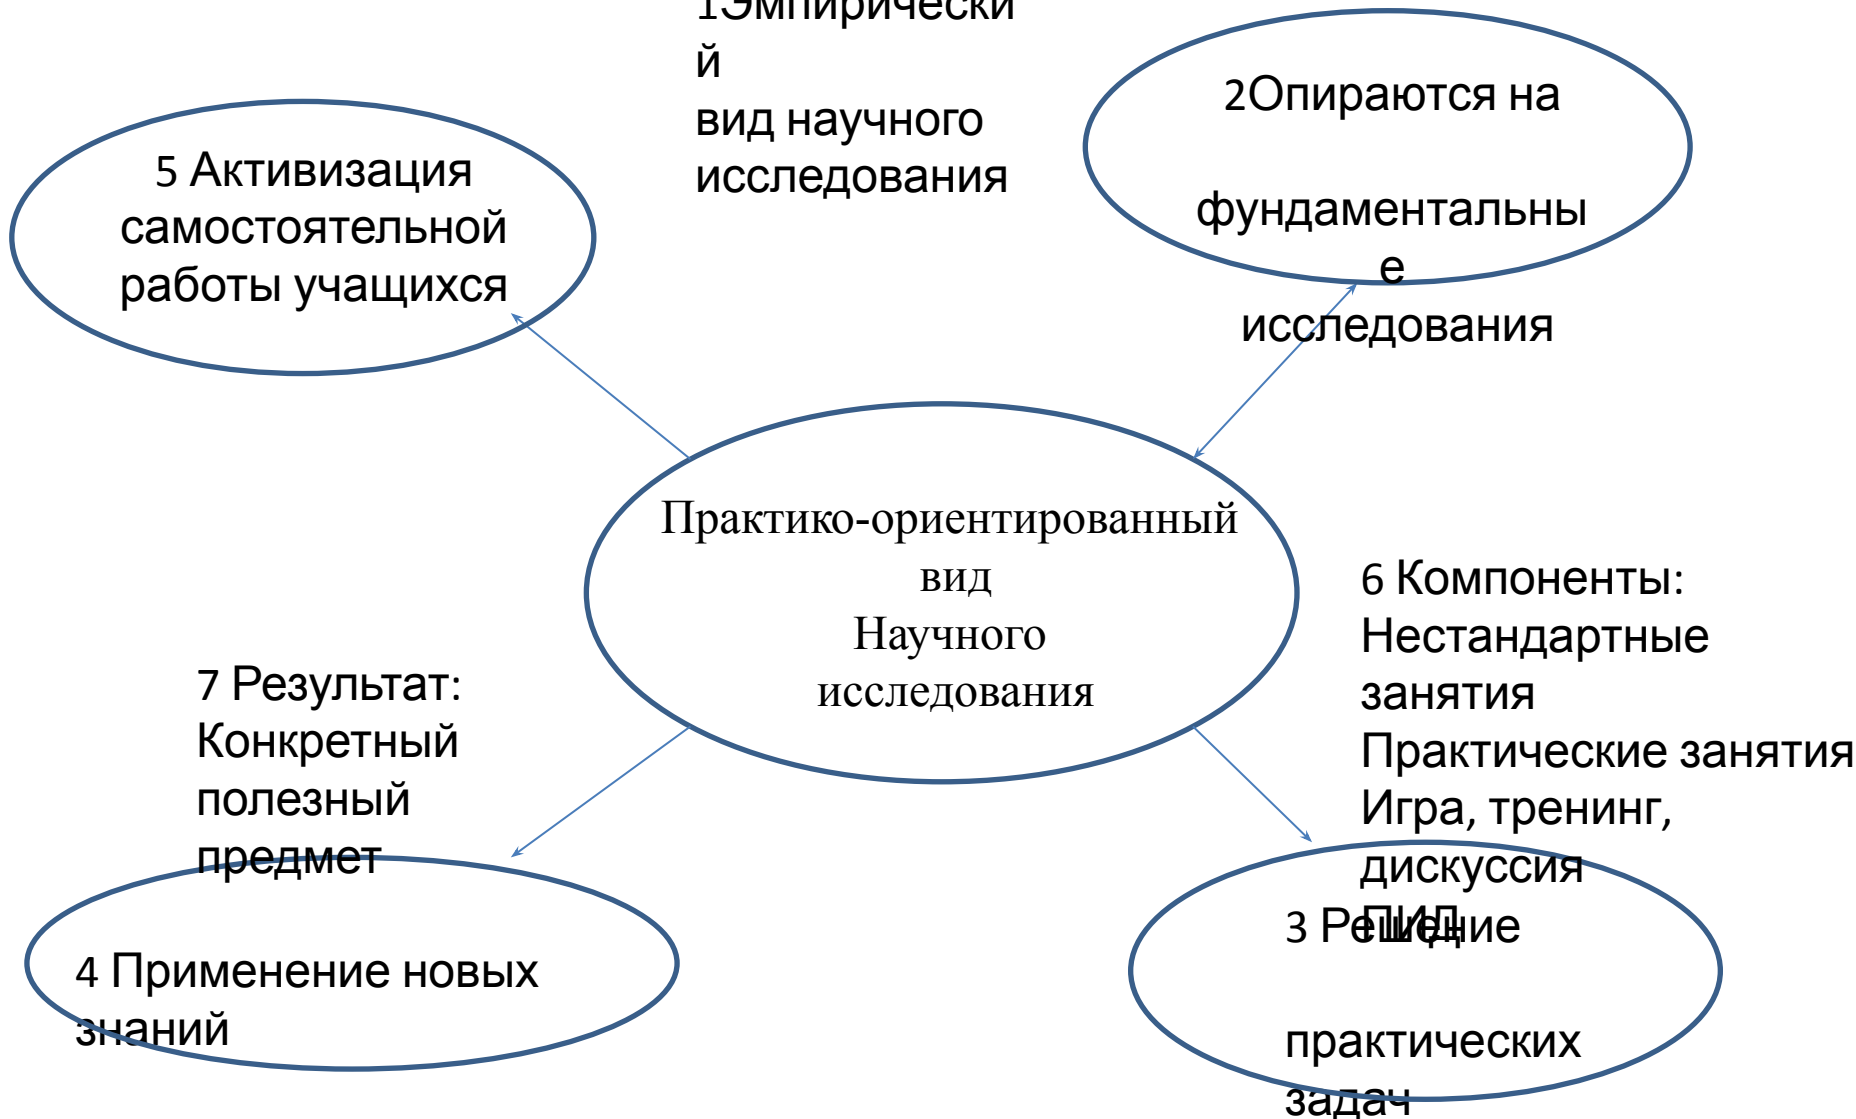 1Эмпирически
й
вид научного
исследования
2Опираются на
фундаментальны
е
исследования
5 Активизация
самостоятельной
работы учащихся
Практико-ориентированный
вид
Научного
исследования
6 Компоненты:
Нестандартные
занятия
Практические занятия
Игра, тренинг,
дискуссия
ПИД
7 Результат:
Конкретный
полезный
предмет
4 Применение новых
знаний
3 Решение
практических
задач